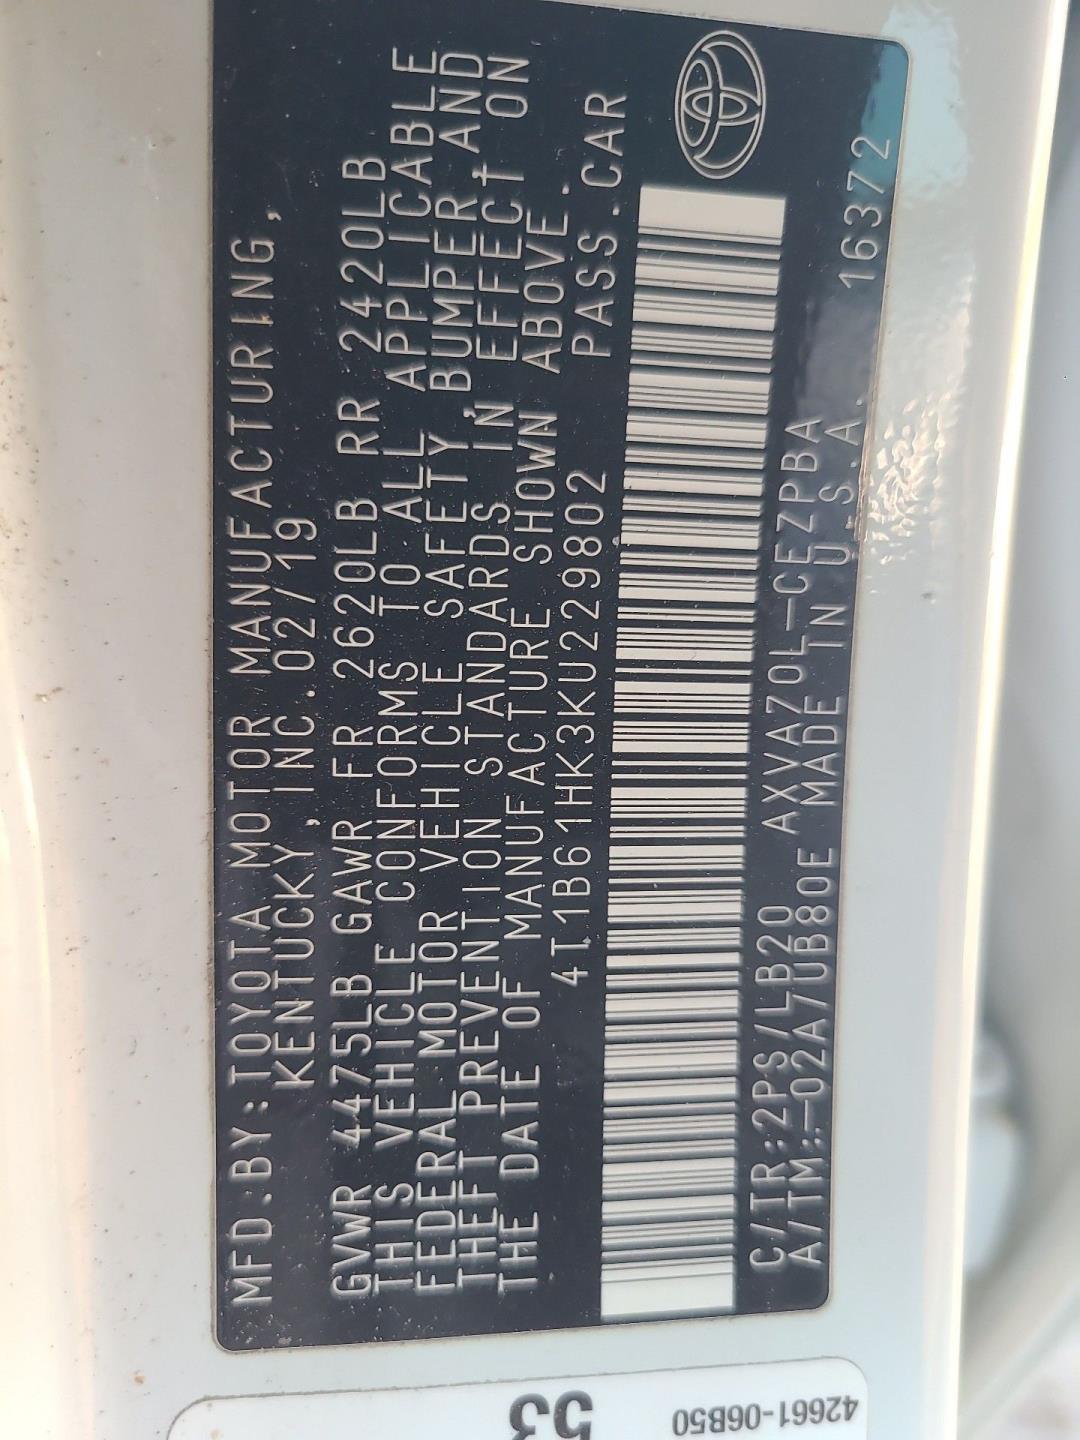 MFD.BY:TOYOTA MOTOR MANUFACTURING,
KENTUCKY,INC.02/19
GVWR 4475LB GAWR FR 2620LB RR 2420LB
THIS VEHICLE CONFORMS TO ALL APPLICABLE
FEDERAL MOTOR VEHICLE SAFETY, BUMPER AND
THEFT PREVENTION STANDARDS IN EFFECT ON
THE DATE OF MANUFACTURE SHOWN ABOVE.
4T1B61HK3KU229802 PASS.CAR
C/TR:2PS/LB20 AXVA70L-CEZPBA
A/TM:-02A/UB80E MADE IN U.S.A. 16372
53
42661-06B50